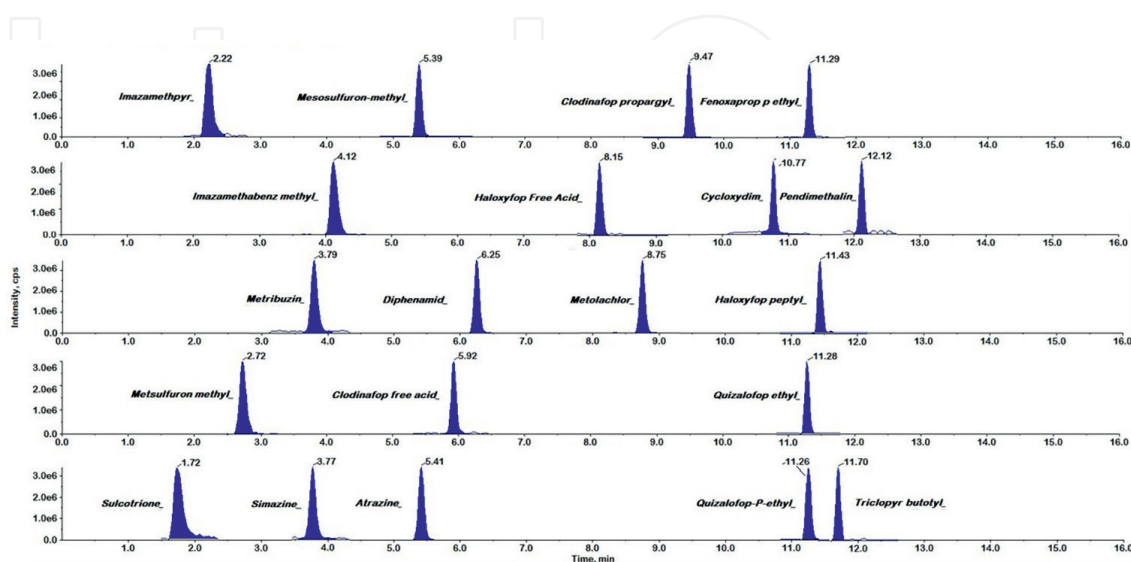 2.22 5.39 9.47 11.29
3.0e6
2.0e6
1.0e6
0.0
Imazamethpyr_ Mesosulfuron-methyl_ Clodinafop propargyl_ Fenoxaprop p ethyl_
0.0 1.0 2.0 3.0 4.0 5.0 6.0 7.0 8.0 9.0 10.0 11.0 12.0 13.0 14.0 15.0 16.0
4.12 8.15 10.77 12.12
3.0e6
2.0e6
1.0e6
0.0
Imazamethabenz methyl_ Haloxyfop Free Acid_ Cycloxydim_ Pendimethalin_
0.0 1.0 2.0 3.0 4.0 5.0 6.0 7.0 8.0 9.0 10.0 11.0 12.0 13.0 14.0 15.0 16.0
3.79 6.25 8.75 11.43
3.0e6
2.0e6
1.0e6
0.0
Metribuzin_ Diphenamid_ Metolachlor_ Haloxyfop peptyl_
0.0 1.0 2.0 3.0 4.0 5.0 6.0 7.0 8.0 9.0 10.0 11.0 12.0 13.0 14.0 15.0 16.0
Intensity, cps
2.72 5.92 11.28
3.0e6
2.0e6
1.0e6
0.0
Metsulfuron methyl_ Clodinafop free acid_ Quizalofop ethyl_
0.0 1.0 2.0 3.0 4.0 5.0 6.0 7.0 8.0 9.0 10.0 11.0 12.0 13.0 14.0 15.0 16.0
1.72 3.77 5.41 11.26 11.70
3.0e6
2.0e6
1.0e6
0.0
Sulcotrione_ Simazine_ Atrazine_ Quizalofop-P-ethyl_ Triclopyr butotyl_
1.0 2.0 3.0 4.0 5.0 6.0 7.0 8.0 9.0 10.0 11.0 12.0 13.0 14.0 15.0 16.0
Time, min